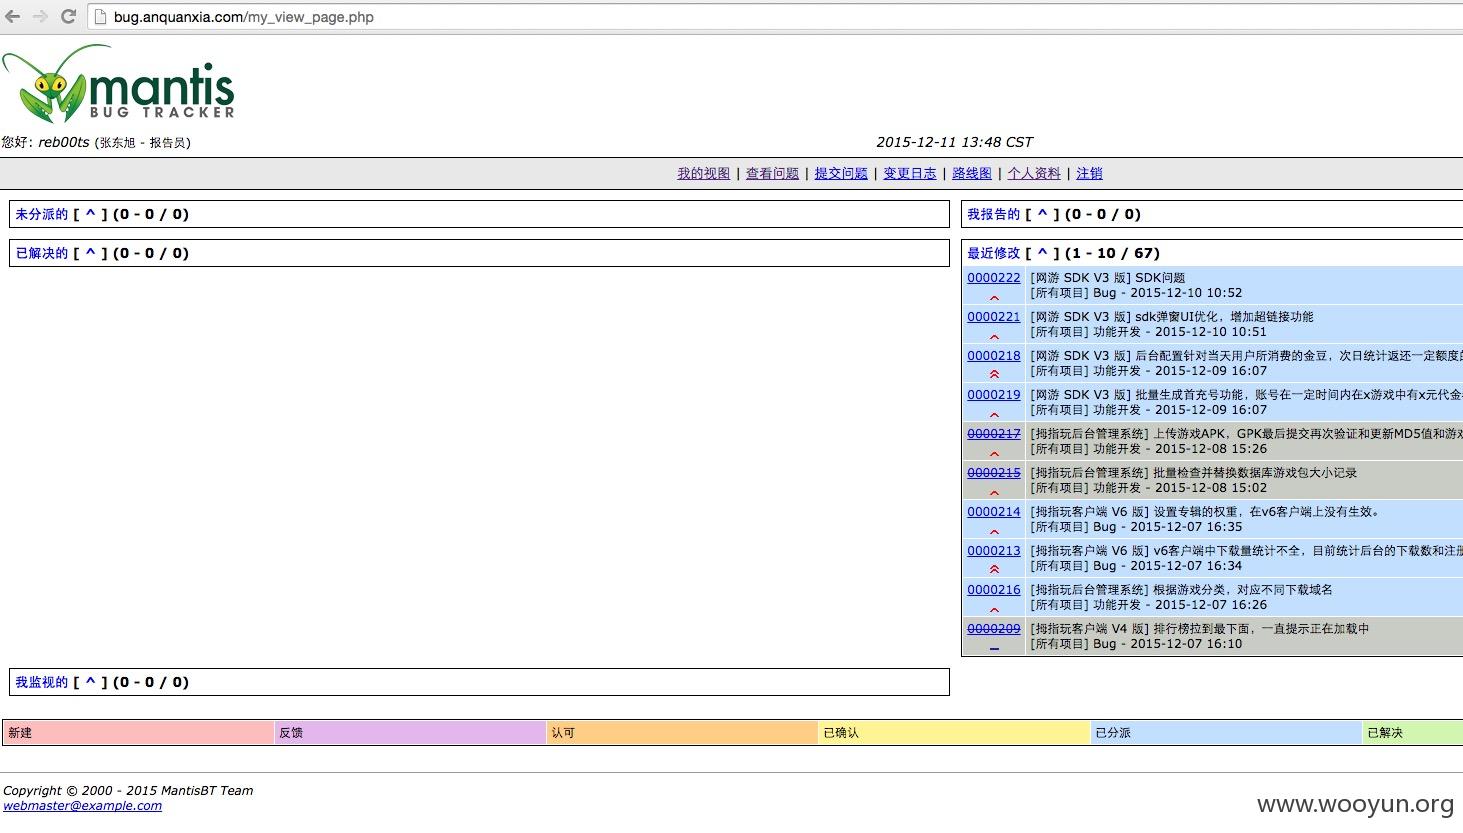 bug.anquanxia.com/my_view_page.php
mantis
BUG TRACKER
您好: reb00ts (张东旭 - 报告员)
2015-12-11 13:48 CST
我的视图 | 查看问题 | 提交问题 | 变更日志 | 路线图 | 个人资料 | 注销
未分派的 [ ^ ] (0 - 0 / 0)
已解决的 [ ^ ] (0 - 0 / 0)
我报告的 [ ^ ] (0 - 0 / 0)
最近修改 [ ^ ] (1 - 10 / 67)
0000222 [网游 SDK V3 版] SDK问题
[所有项目] Bug - 2015-12-10 10:52
0000221 [网游 SDK V3 版] sdk弹窗UI优化，增加超链接功能
[所有项目] 功能开发 - 2015-12-10 10:51
0000218 [网游 SDK V3 版] 后台配置针对当天用户所消费的金豆，次日统计返还一定额度
[所有项目] 功能开发 - 2015-12-09 16:07
0000219 [网游 SDK V3 版] 批量生成首充号功能，账号在一定时间内在x游戏中有x元代金
[所有项目] 功能开发 - 2015-12-09 16:07
0000217 [拇指玩后台管理系统] 上传游戏APK，GPK最后提交再次验证和更新MD5值和游戏
[所有项目] 功能开发 - 2015-12-08 15:26
0000215 [拇指玩后台管理系统] 批量检查并替换数据库游戏包大小记录
[所有项目] 功能开发 - 2015-12-08 15:02
0000214 [拇指玩客户端 V6 版] 设置专辑的权重，在v6客户端上没有生效。
[所有项目] Bug - 2015-12-07 16:35
0000213 [拇指玩客户端 V6 版] v6客户端中下载量统计不全，目前统计后台的下载数和注册
[所有项目] Bug - 2015-12-07 16:34
0000216 [拇指玩后台管理系统] 根据游戏分类，对应不同下载域名
[所有项目] 功能开发 - 2015-12-07 16:26
0000209 [拇指玩客户端 V4 版] 排行榜拉到最下面，一直提示正在加载中
[所有项目] Bug - 2015-12-07 16:10
我监视的 [ ^ ] (0 - 0 / 0)
新建 反馈 认可 已确认 已分派 已解决
Copyright © 2000 - 2015 MantisBT Team
webmaster@example.com
www.wooyun.org